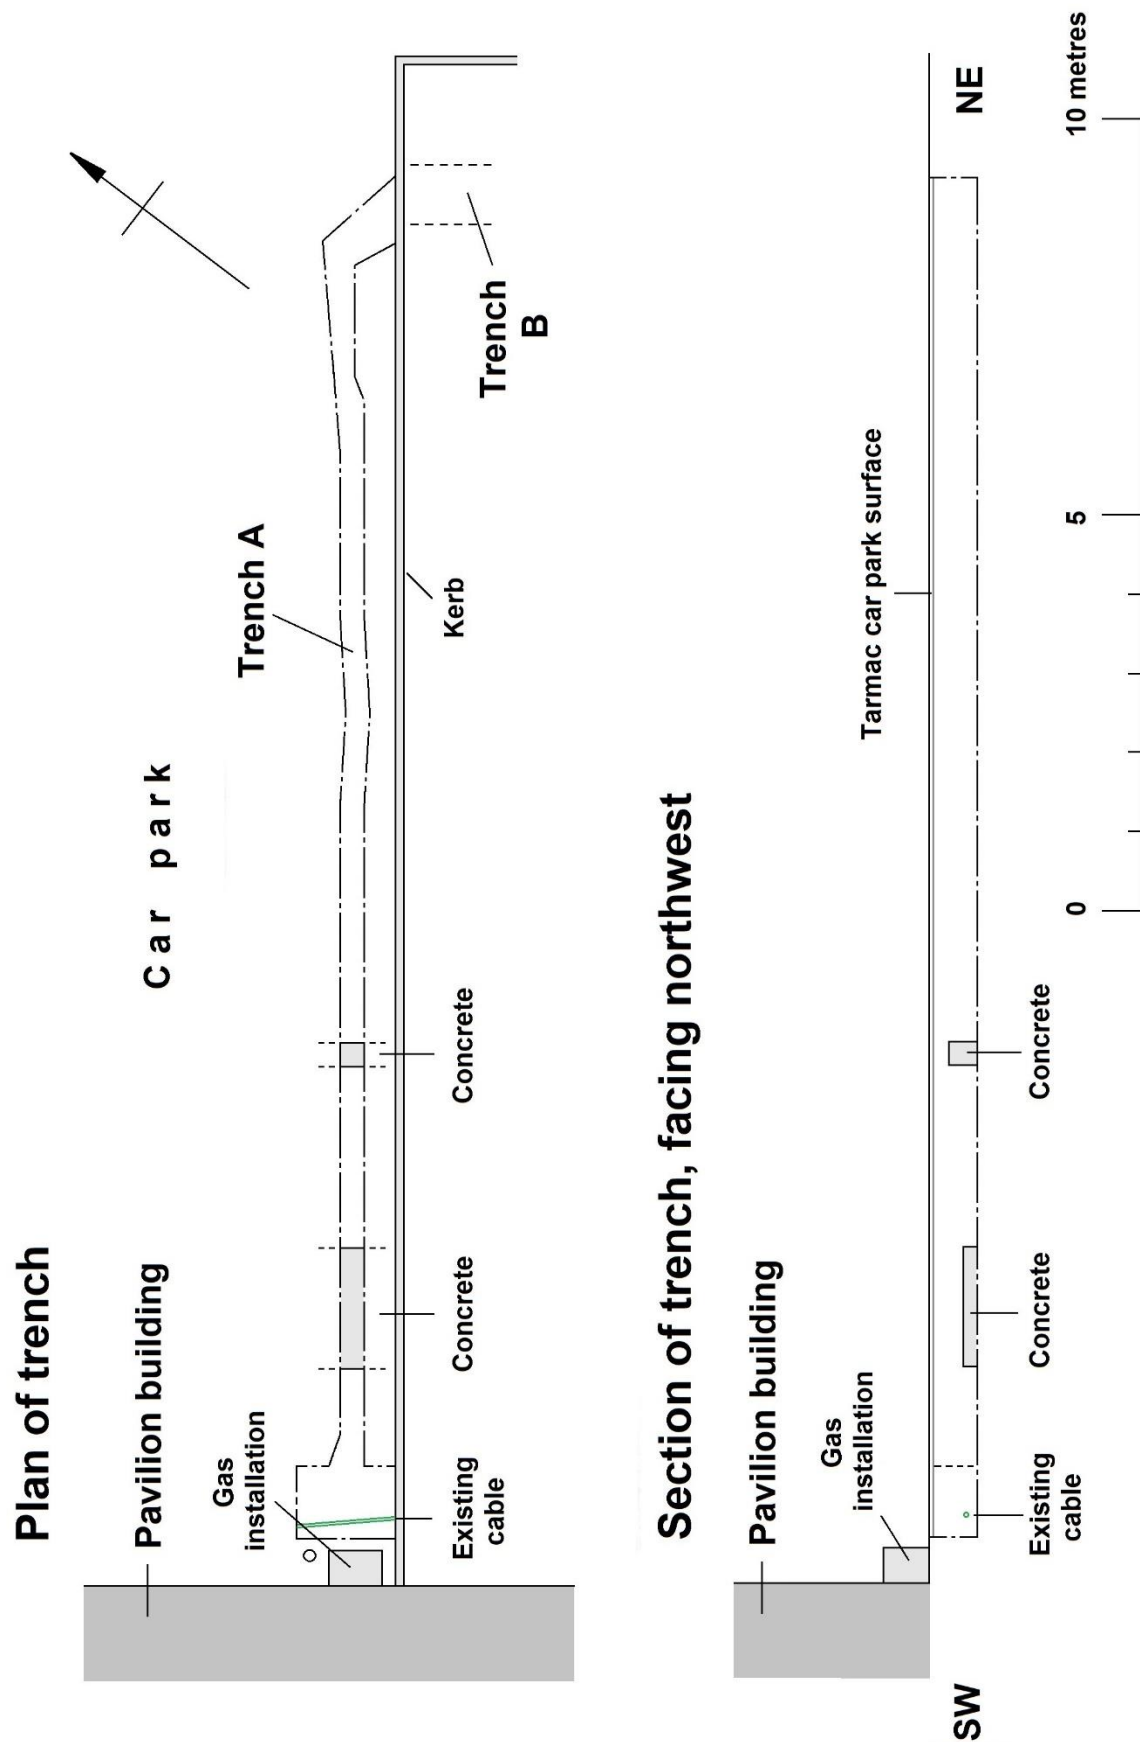 Plan of trench
Pavilion building
Car park
Gas
installation
Trench A
Existing
cable
Concrete
Concrete
Kerb
Trench
B
Section of trench, facing northwest
Pavilion building
Gas
installation
Tarmac car park surface
SW
NE
Existing
cable
Concrete
Concrete
0
5
10 metres